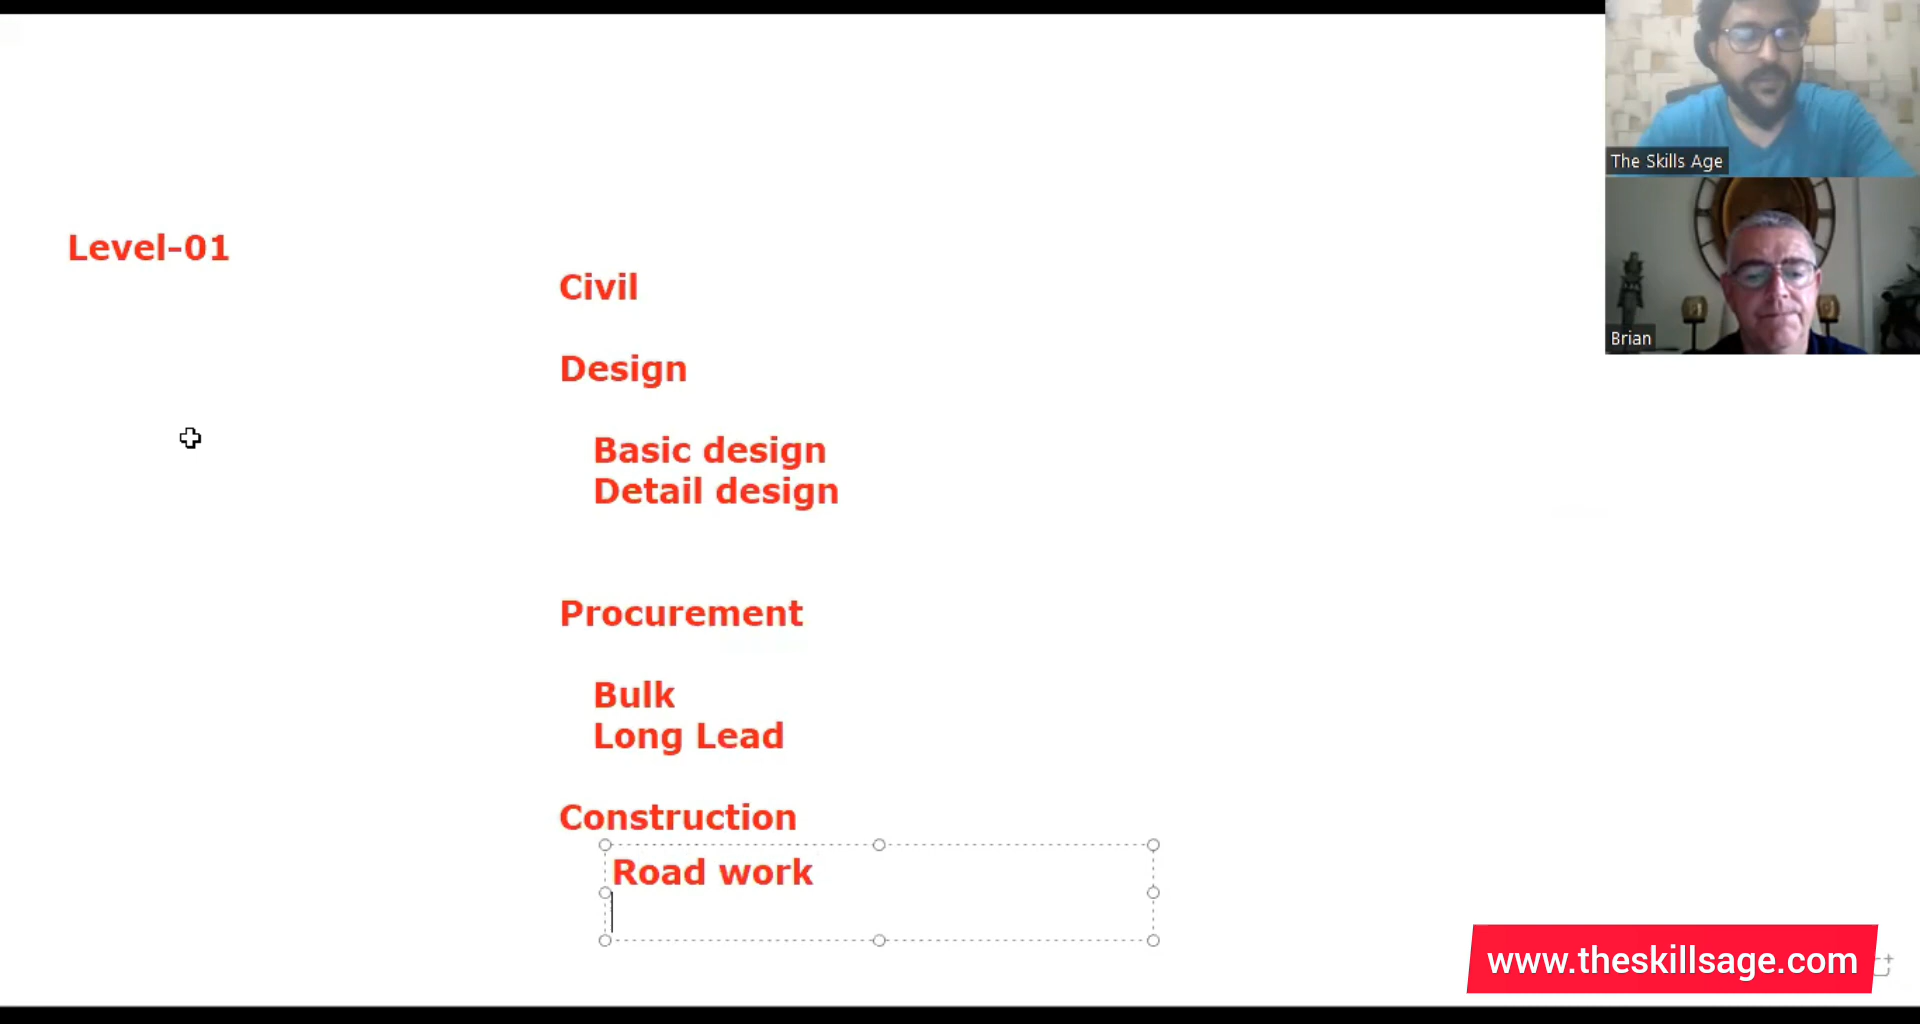 The Skills Age
Brian
Level-01
Civil
Design
Basic design
Detail design
Procurement
Bulk
Long Lead
Construction
Road work
www.theskillsage.com